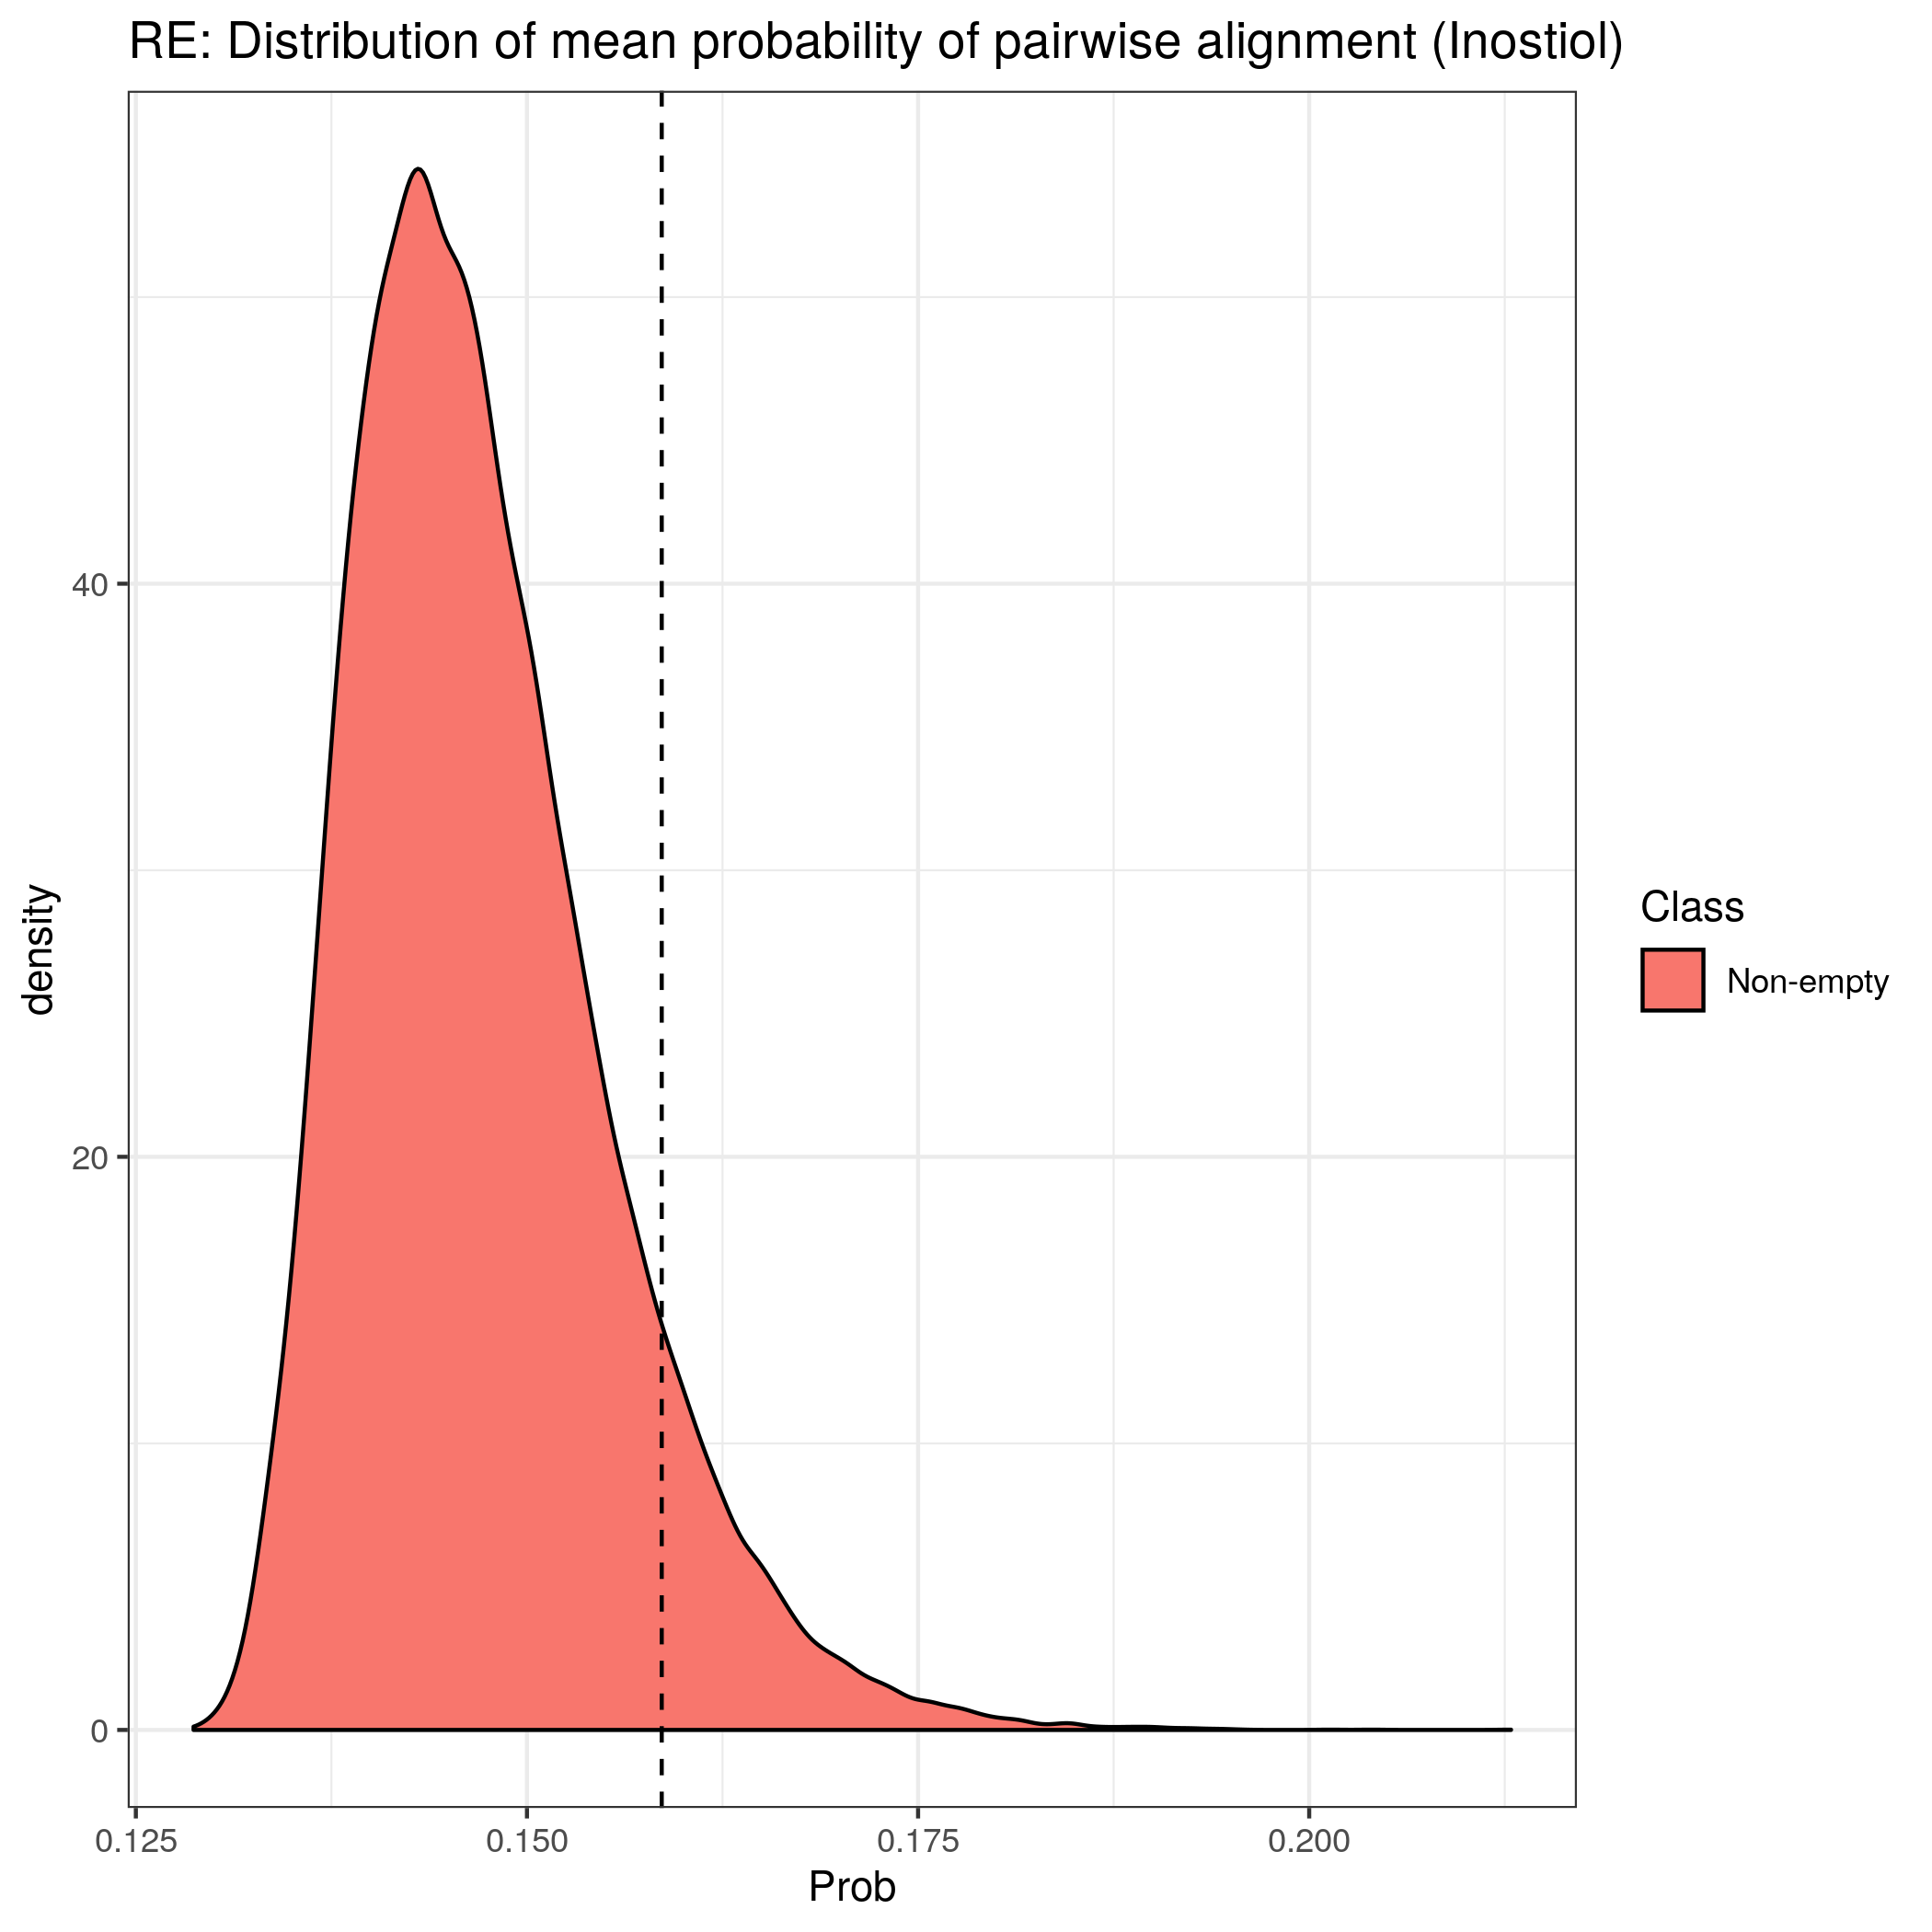 RE: Distribution of mean probability of pairwise alignment (Inostiol)
density
40
20
0
0.125 0.150 0.175 0.200
Prob
Class
Non-empty